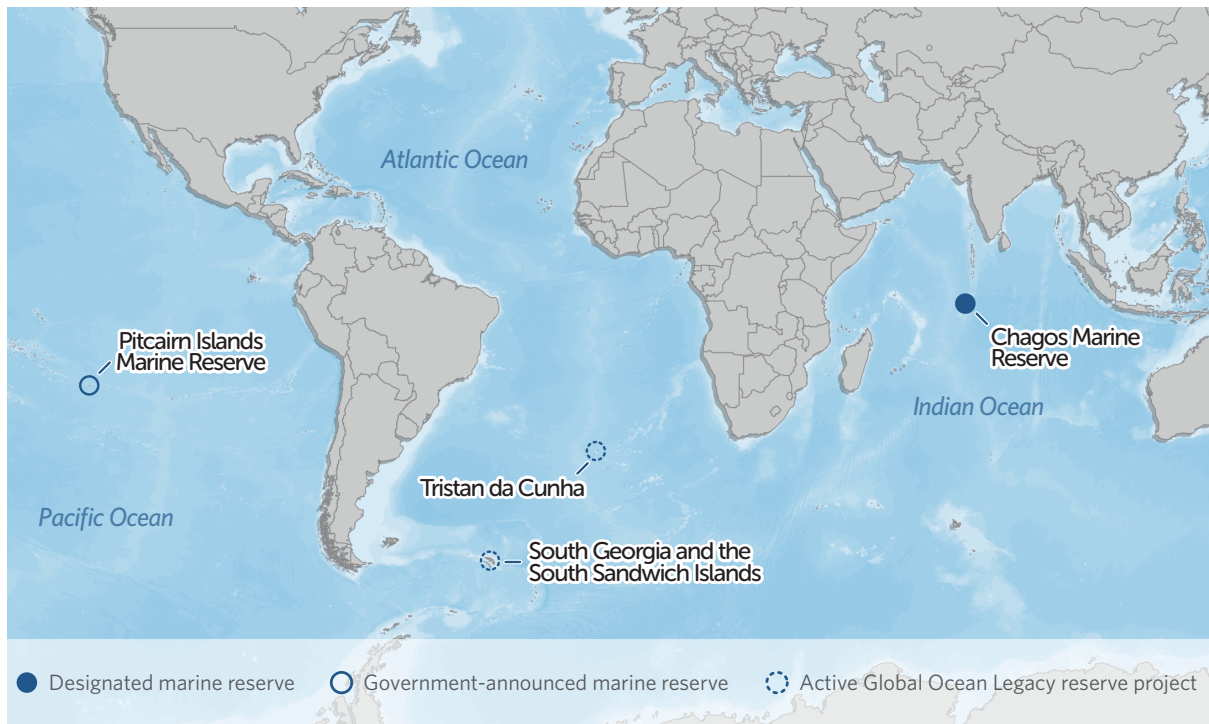 Atlantic Ocean
Pitcairn Islands
Marine Reserve
Chagos Marine
Reserve
Indian Ocean
Tristan da Cunha
Pacific Ocean
South Georgia and the
South Sandwich Islands
Designated marine reserve
Government-announced marine reserve
Active Global Ocean Legacy reserve project